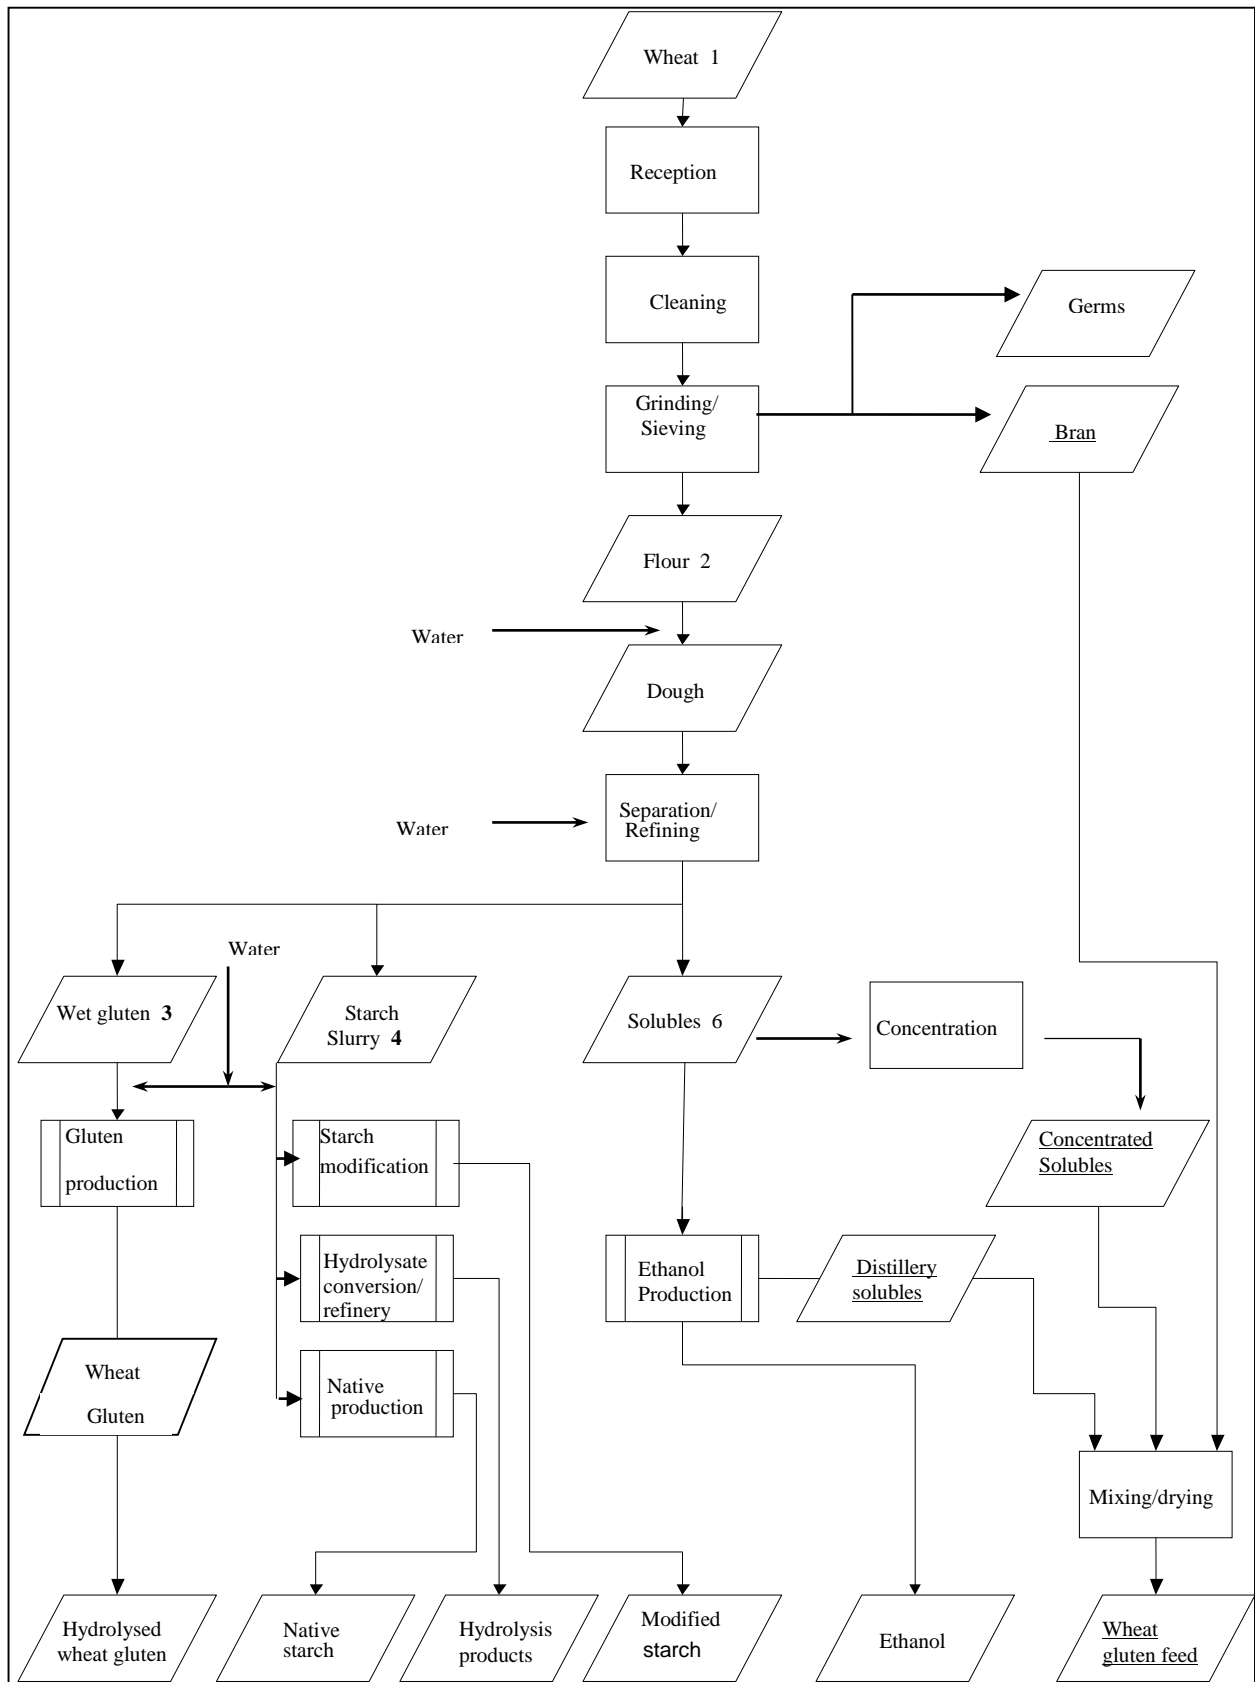 Wheat 1
Reception
Cleaning
Germs
Grinding/
Sieving
Bran
Flour 2
Water
Dough
Separation/
Refining
Water
Water
Wet gluten 3
Starch
Slurry 4
Solubles 6
Concentration
Gluten
production
Starch
modification
Concentrated
Solubles
Hydrolysate
conversion/
refinery
Ethanol
Production
Distillery
solubles
Wheat
Gluten
Native
production
Mixing/drying
Hydrolysed
wheat gluten
Native
starch
Hydrolysis
products
Modified
starch
Ethanol
Wheat
gluten feed